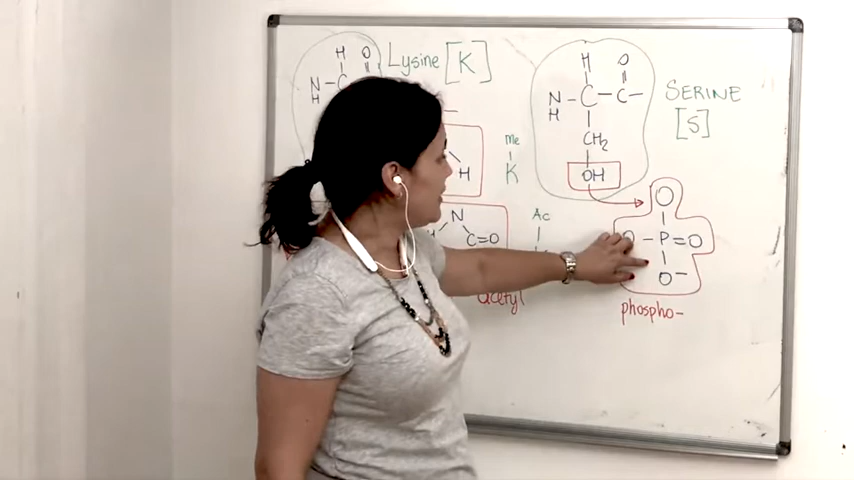 Lysine [K]
H O
N - C
H
H O
N - C - C -
H
CH2
OH
SERINE
[S]
Me
K
H
N
C=O
Ac
acetyl
O
O - P = O
O -
phospho-